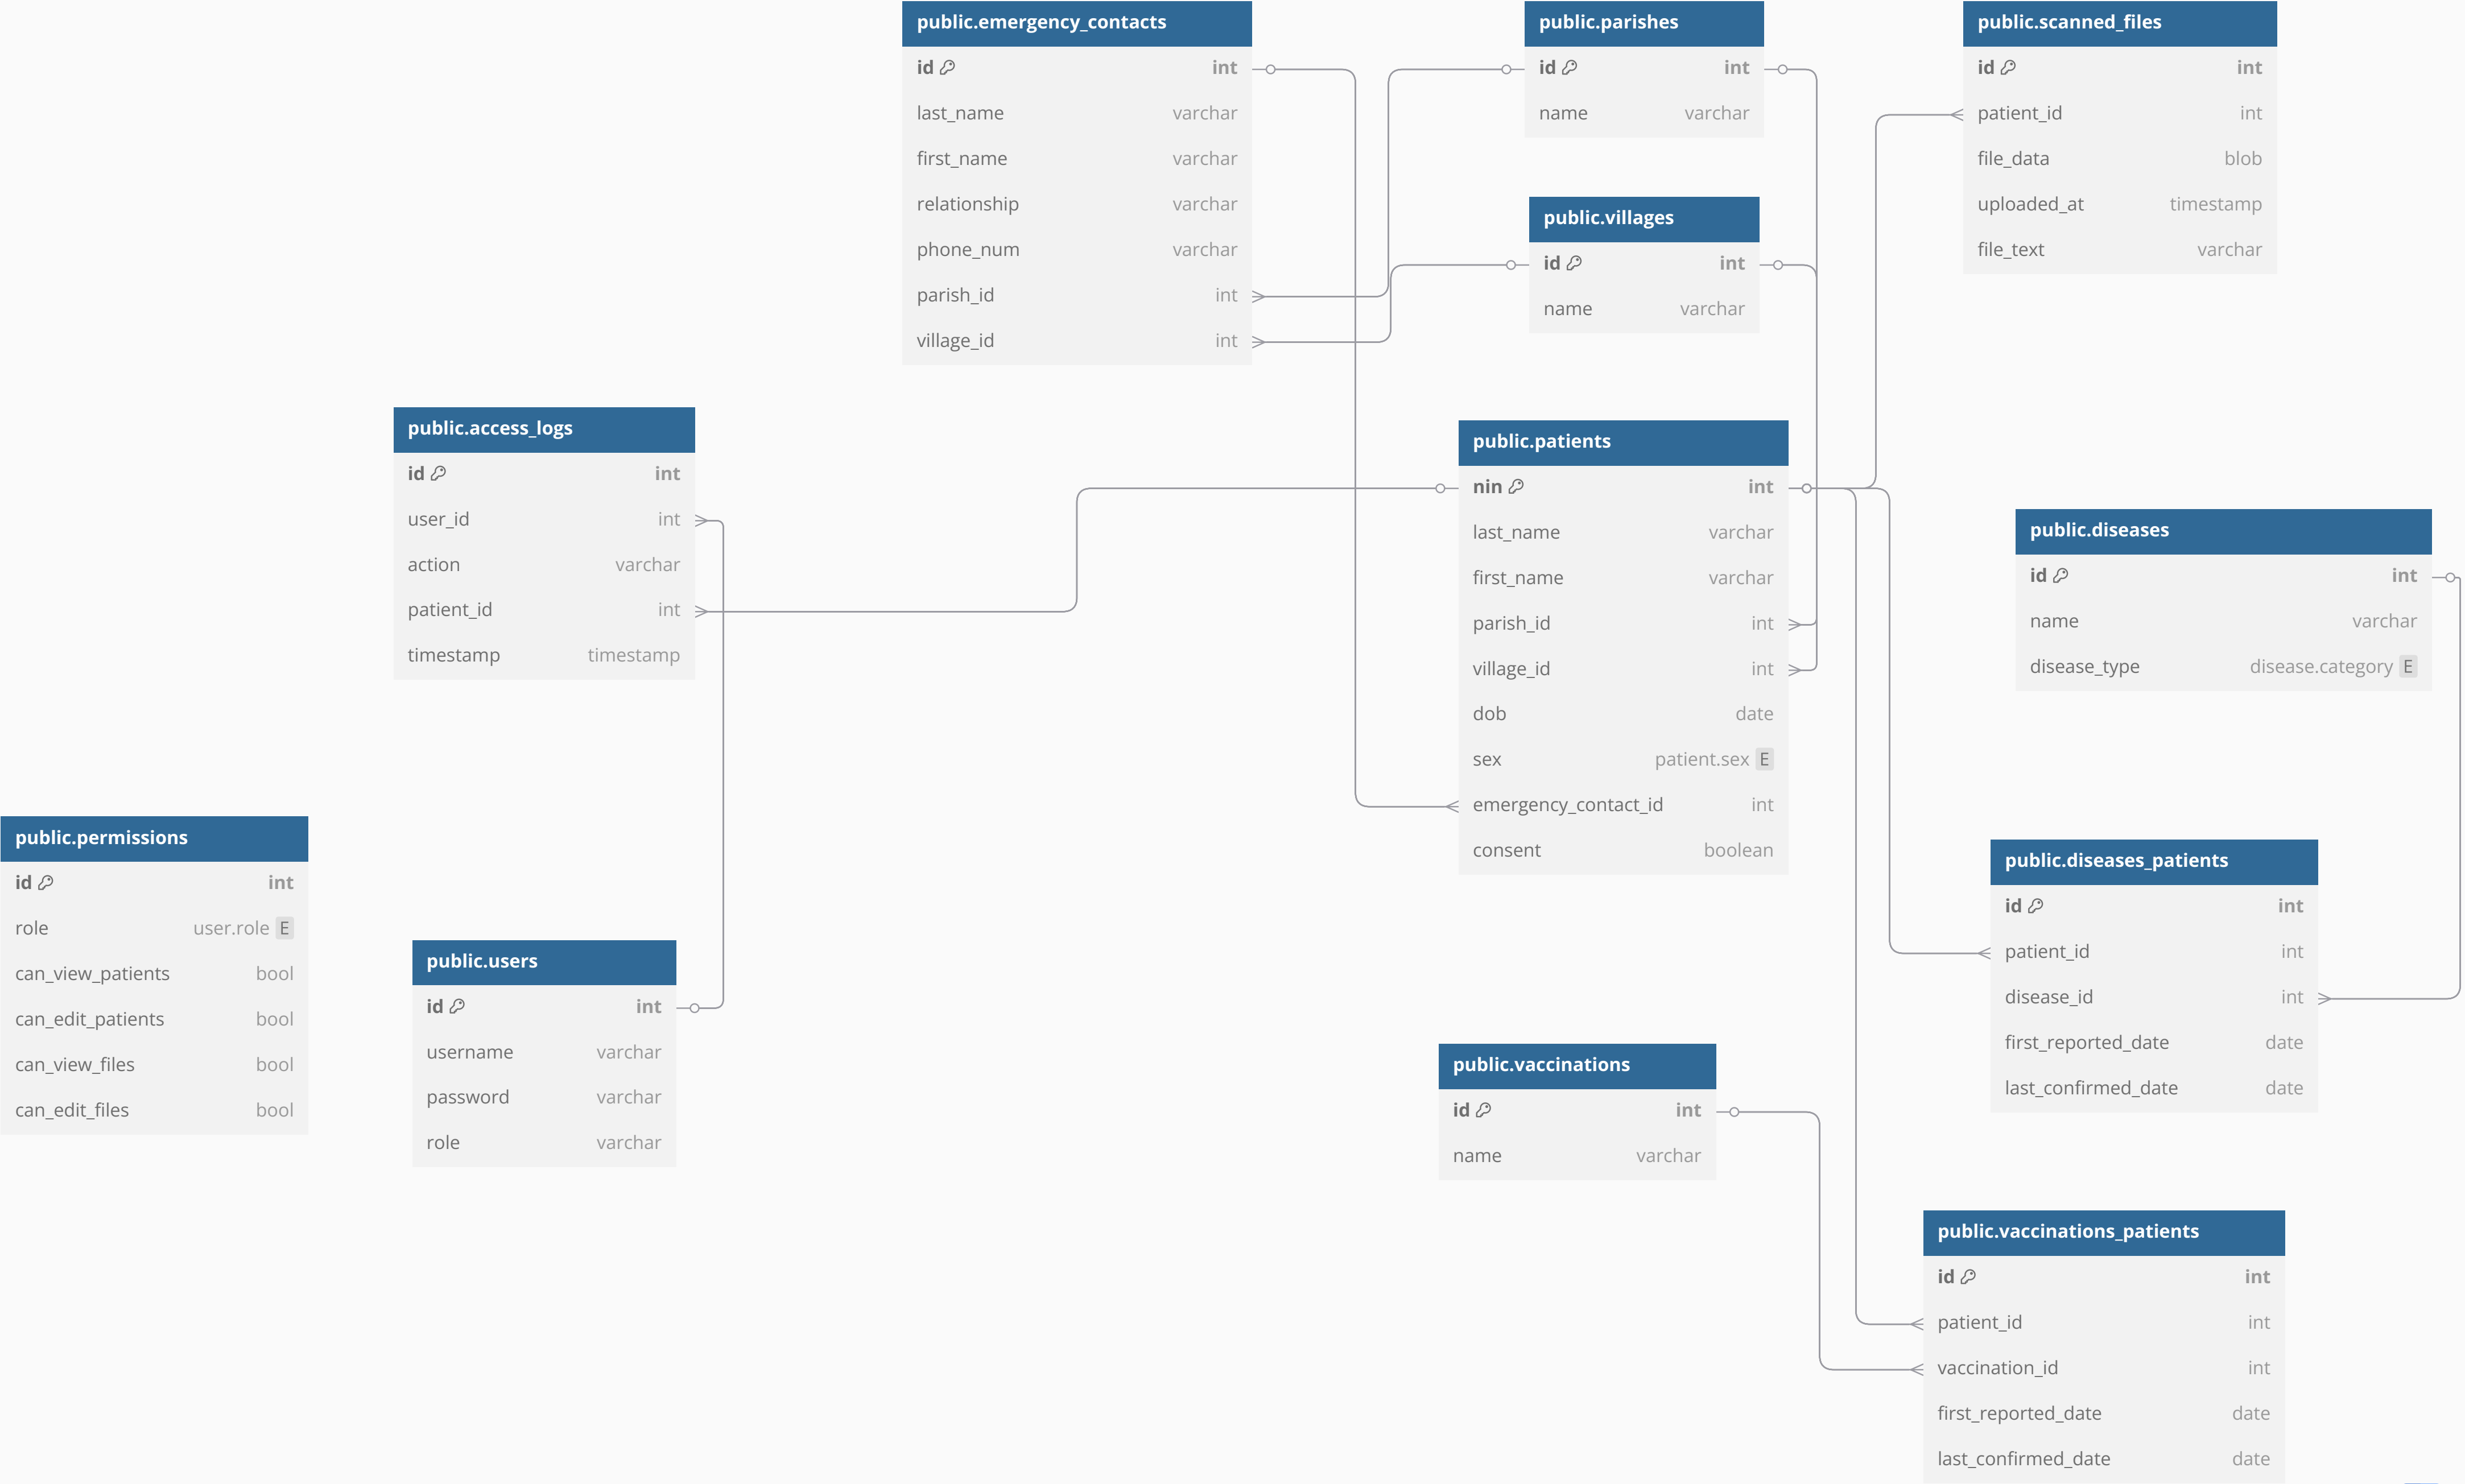 public.emergency_contacts
id int
last_name varchar
first_name varchar
relationship varchar
phone_num varchar
parish_id int
village_id int
public.parishes
id int
name varchar
public.scanned_files
id int
patient_id int
file_data blob
uploaded_at timestamp
file_text varchar
public.villages
id int
name varchar
public.access_logs
id int
user_id int
action varchar
patient_id int
timestamp timestamp
public.patients
nin int
last_name varchar
first_name varchar
parish_id int
village_id int
dob date
sex patient.sex E
emergency_contact_id int
consent boolean
public.diseases
id int
name varchar
disease_type disease.category E
public.permissions
id int
role user.role E
can_view_patients bool
can_edit_patients bool
can_view_files bool
can_edit_files bool
public.users
id int
username varchar
password varchar
role varchar
public.diseases_patients
id int
patient_id int
disease_id int
first_reported_date date
last_confirmed_date date
public.vaccinations
id int
name varchar
public.vaccinations_patients
id int
patient_id int
vaccination_id int
first_reported_date date
last_confirmed_date date